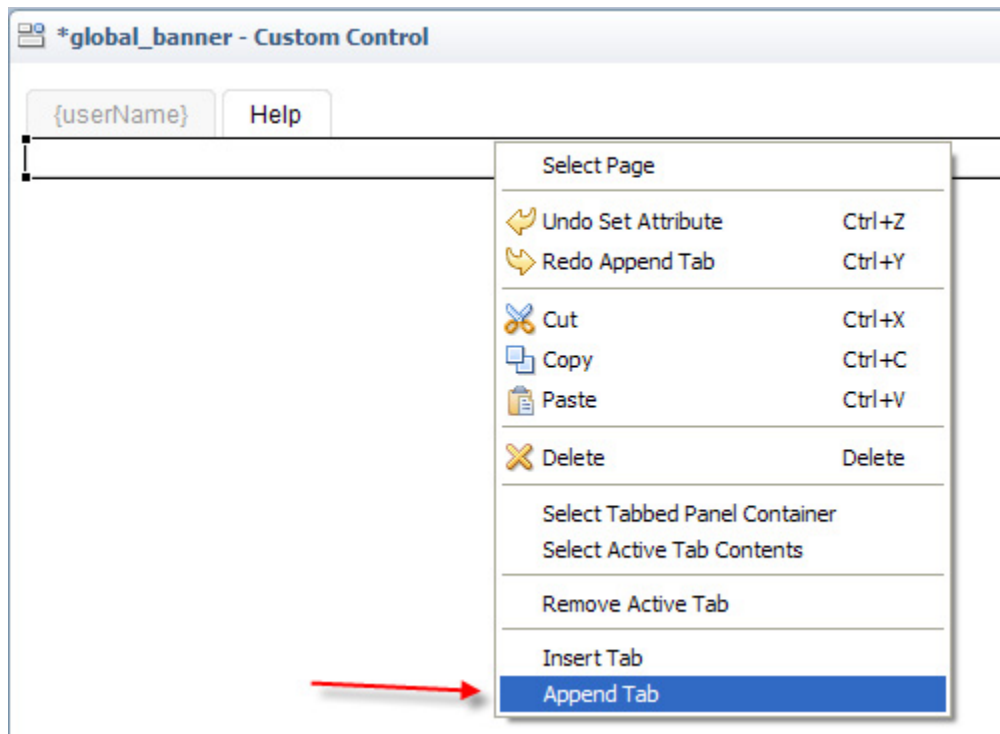 *global_banner - Custom Control
{userName} Help
Select Page
Undo Set Attribute Ctrl+Z
Redo Append Tab Ctrl+Y
Cut Ctrl+X
Copy Ctrl+C
Paste Ctrl+V
Delete Delete
Select Tabbed Panel Container
Select Active Tab Contents
Remove Active Tab
Insert Tab
Append Tab